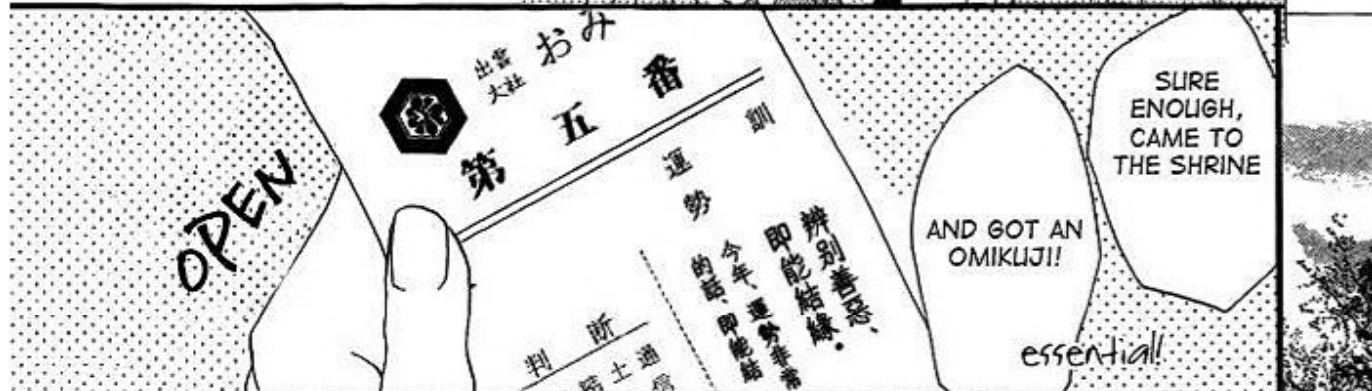 SURE
ENOUGH,
CAME TO
THE SHRINE
AND GOT AN
OMIKUJI!
essential!
出雲
大社
おみ
第五番
訓
辨别善惡、
即能結緣．
運勢
今年、運勢非常
的話、即能結
判断
OPEN